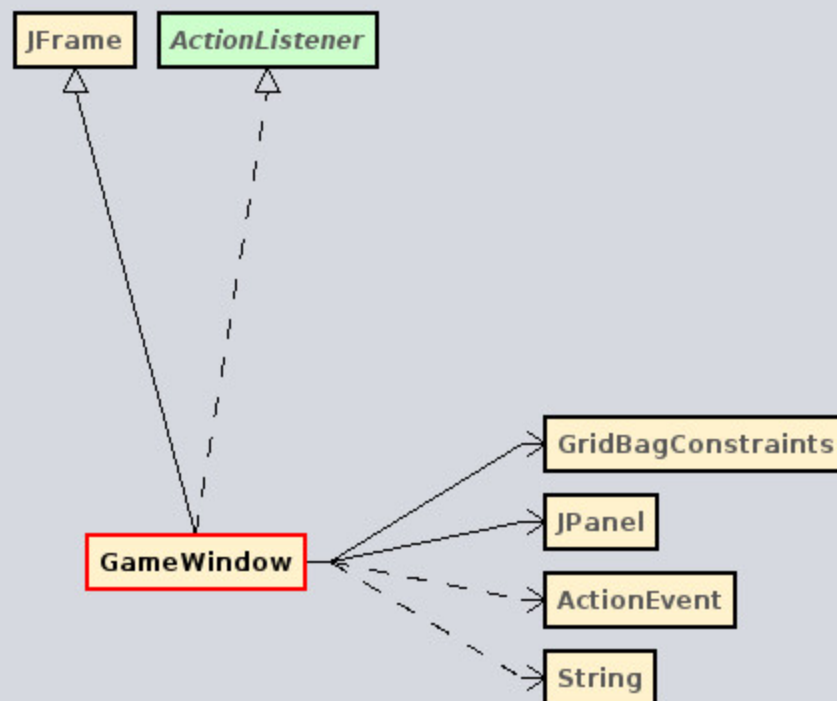 JFrame
ActionListener
GridBagConstraints
JPanel
GameWindow
ActionEvent
String